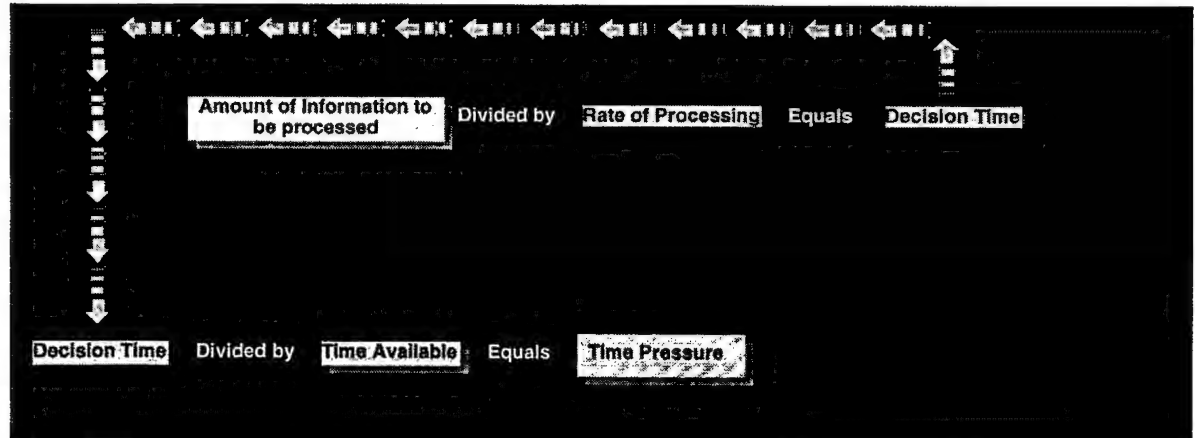 Amount of Information to
be processed
Divided by
Rate of Processing
Equals
Decision Time
Decision Time
Divided by
Time Available
Equals
Time Pressure